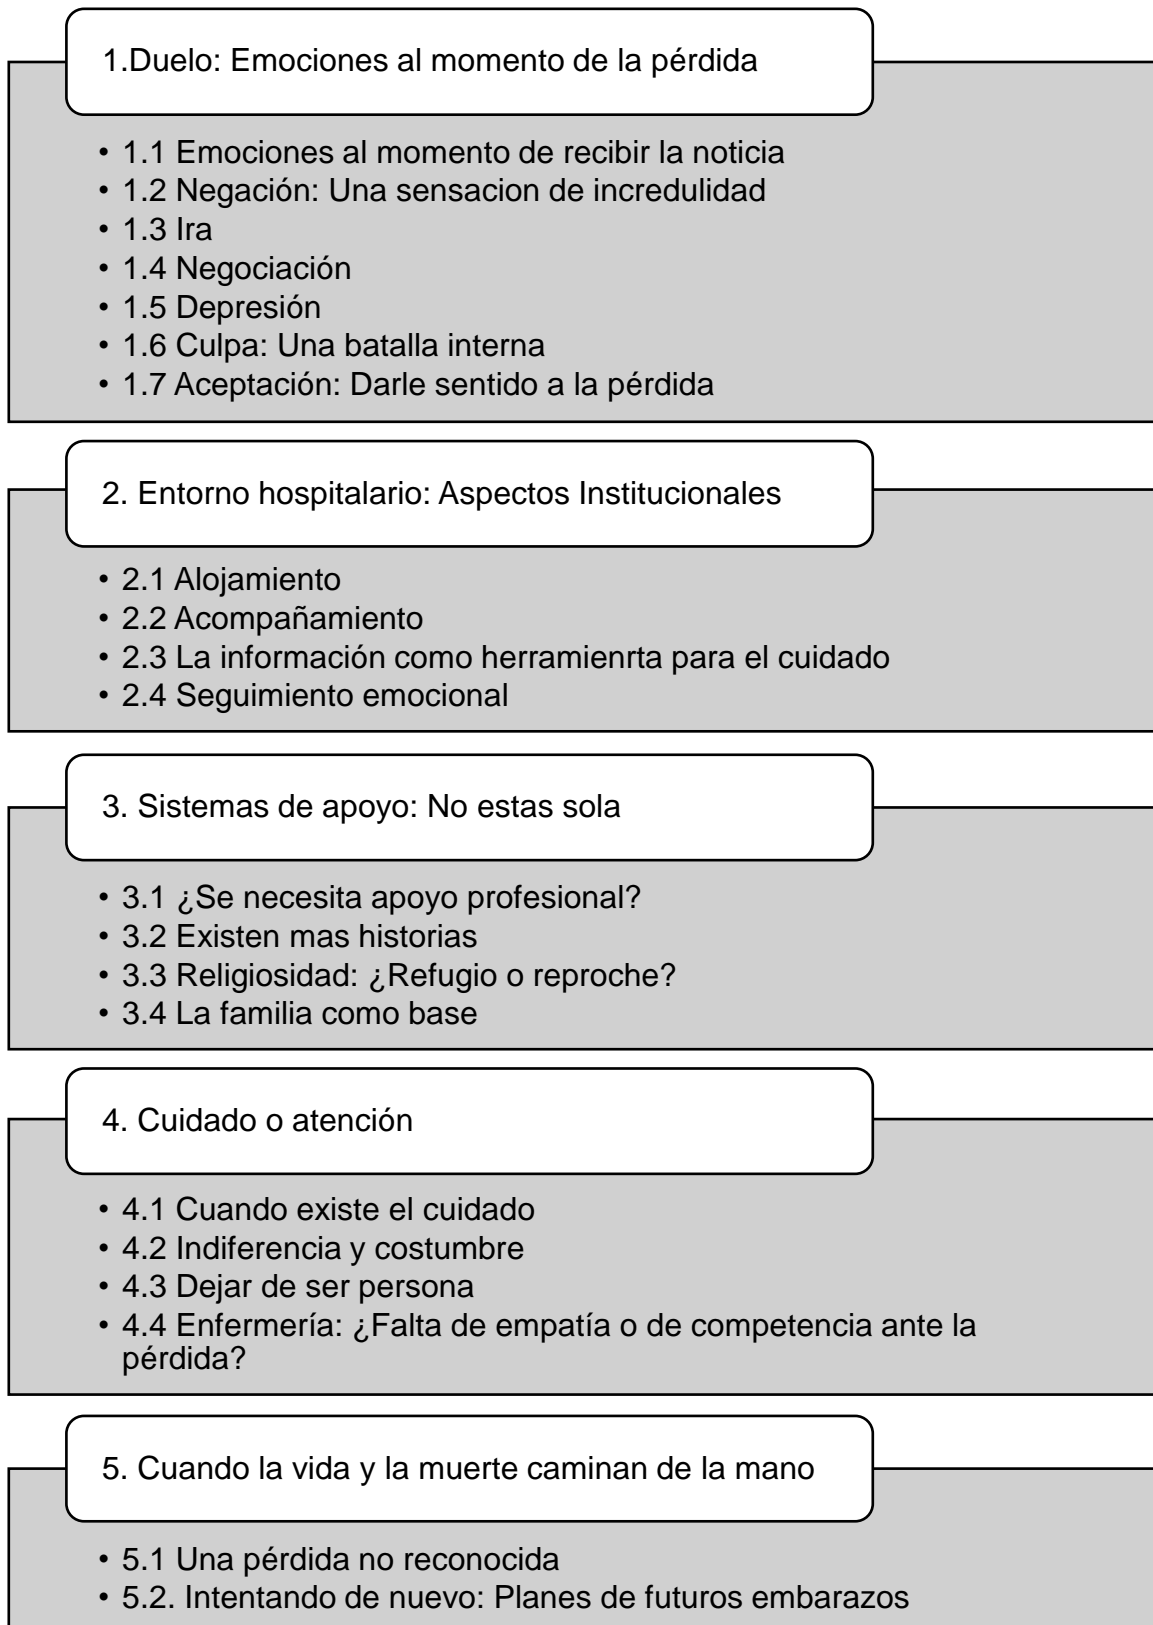 1.Duelo: Emociones al momento de la pérdida
• 1.1 Emociones al momento de recibir la noticia
• 1.2 Negación: Una sensacion de incredulidad
• 1.3 Ira
• 1.4 Negociación
• 1.5 Depresión
• 1.6 Culpa: Una batalla interna
• 1.7 Aceptación: Darle sentido a la pérdida
2. Entorno hospitalario: Aspectos Institucionales
• 2.1 Alojamiento
• 2.2 Acompañamiento
• 2.3 La información como herramienrta para el cuidado
• 2.4 Seguimiento emocional
3. Sistemas de apoyo: No estas sola
• 3.1 ¿Se necesita apoyo profesional?
• 3.2 Existen mas historias
• 3.3 Religiosidad: ¿Refugio o reproche?
• 3.4 La familia como base
4. Cuidado o atención
• 4.1 Cuando existe el cuidado
• 4.2 Indiferencia y costumbre
• 4.3 Dejar de ser persona
• 4.4 Enfermería: ¿Falta de empatía o de competencia ante la
pérdida?
5. Cuando la vida y la muerte caminan de la mano
• 5.1 Una pérdida no reconocida
• 5.2. Intentando de nuevo: Planes de futuros embarazos